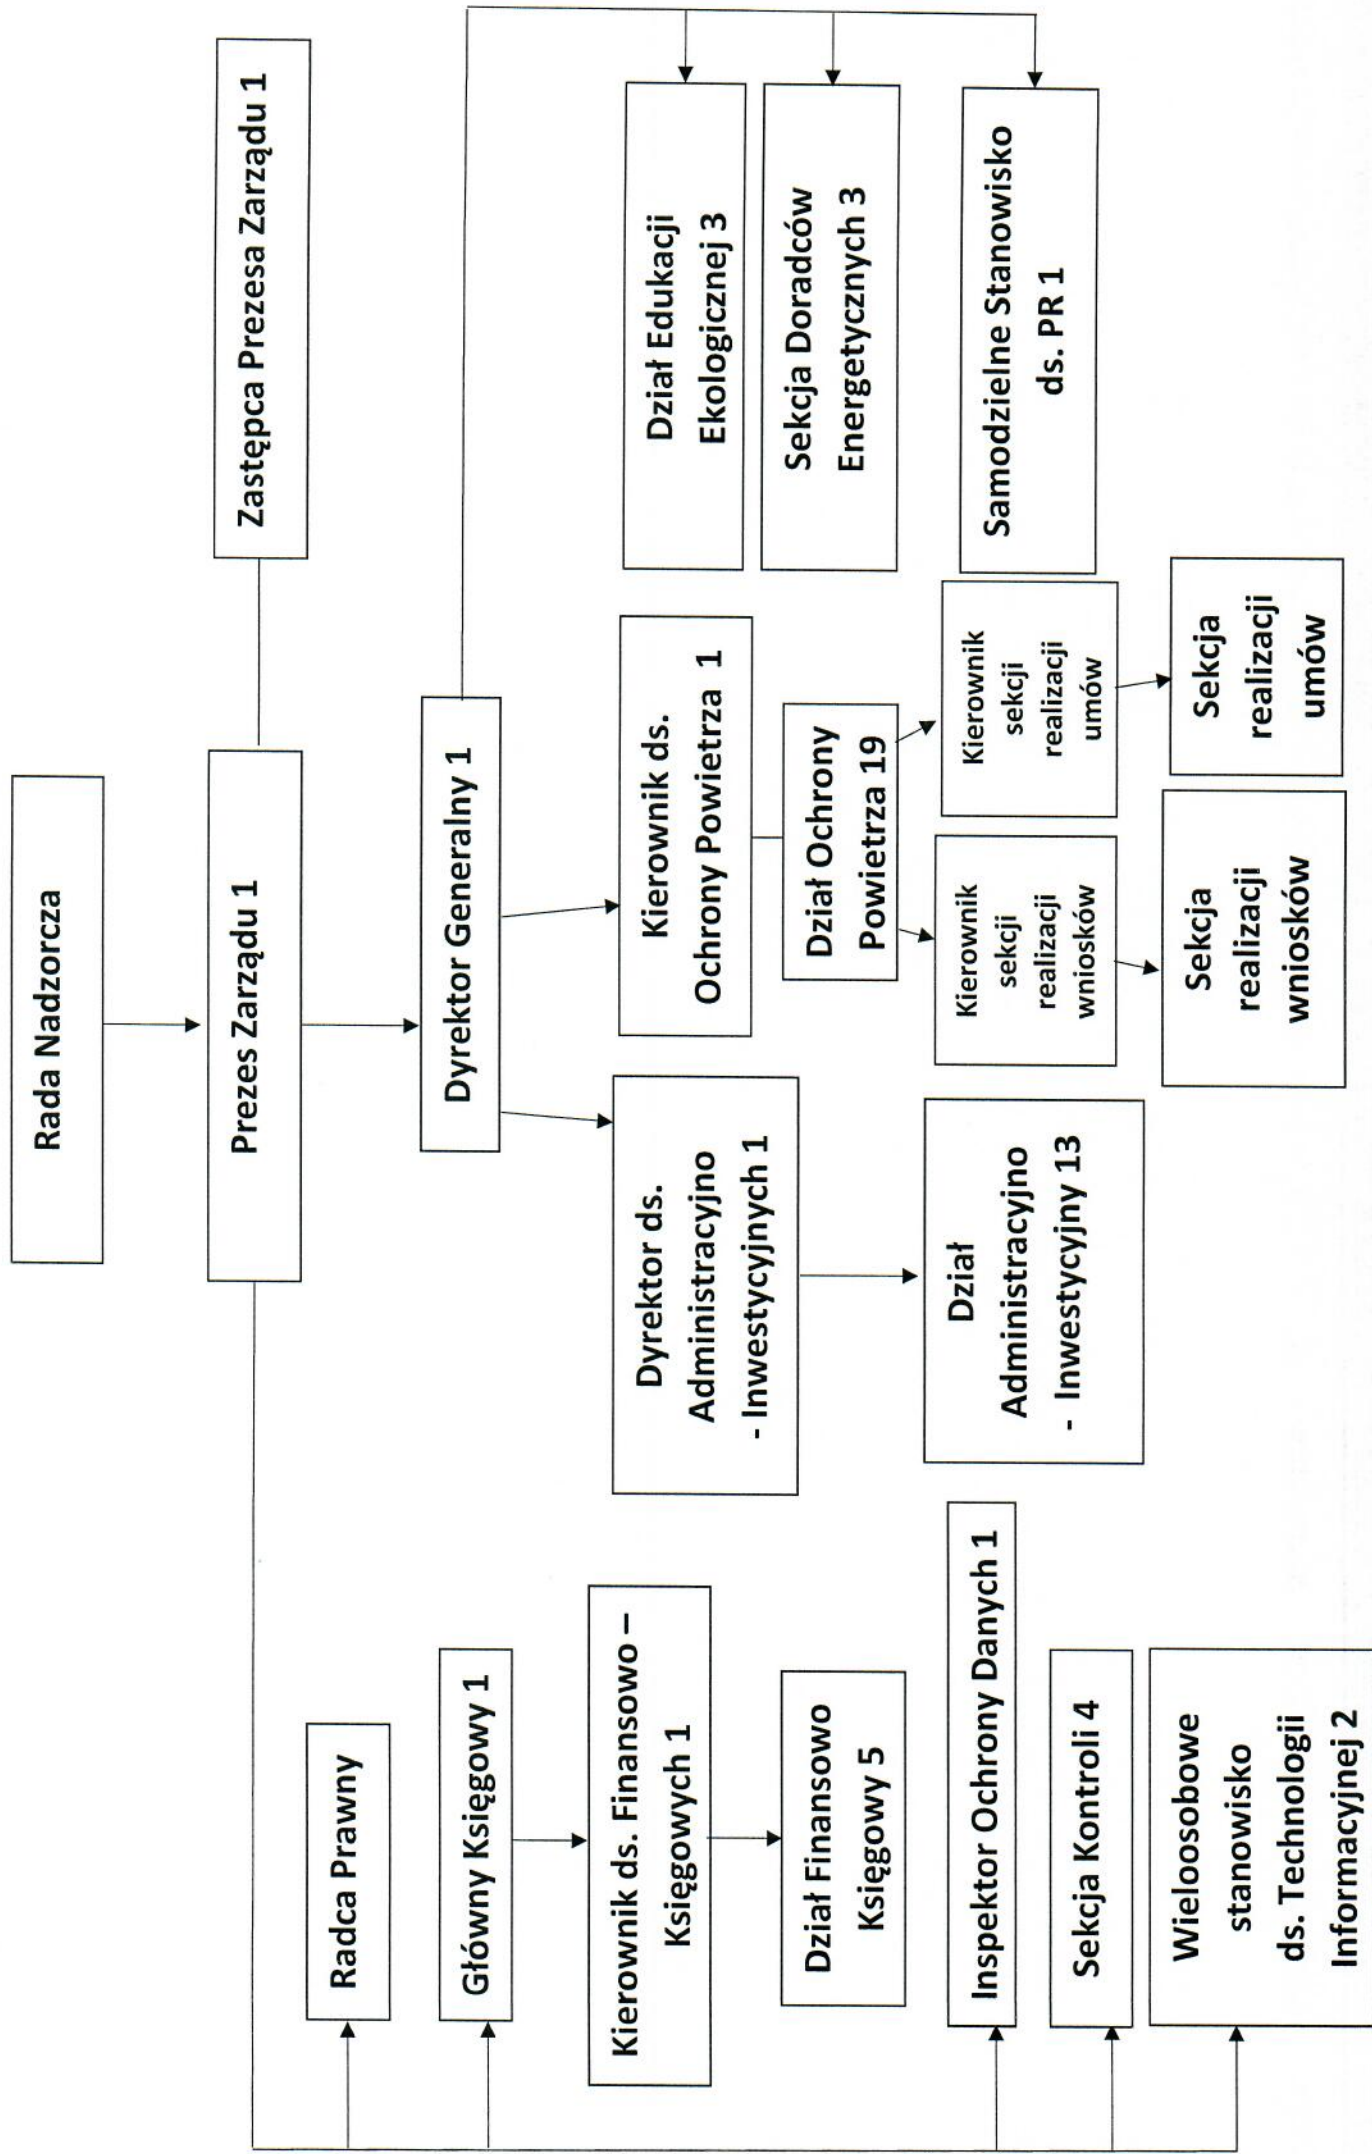 Rada Nadzorcza
Prezes Zarządu 1
Zastępca Prezesa Zarządu 1
Radca Prawny
Główny Księgowy 1
Kierownik ds. Finansowo –
Księgowych 1
Dział Finansowo
Księgowy 5
Inspektor Ochrony Danych 1
Sekcja Kontroli 4
Wieloosobowe
stanowisko
ds. Technologii
Informacyjnej 2
Dyrektor Generalny 1
Dyrektor ds.
Administracyjno
- Inwestycyjnych 1
Dział
Administracyjno
- Inwestycyjny 13
Kierownik ds.
Ochrony Powietrza 1
Dział Ochrony
Powietrza 19
Kierownik
sekcji
realizacji
wniosków
Sekcja
realizacji
wniosków
Kierownik
sekcji
realizacji
umów
Sekcja
realizacji
umów
Dział Edukacji
Ekologicznej 3
Sekcja Doradców
Energetycznych 3
Samodzielne Stanowisko
ds. PR 1